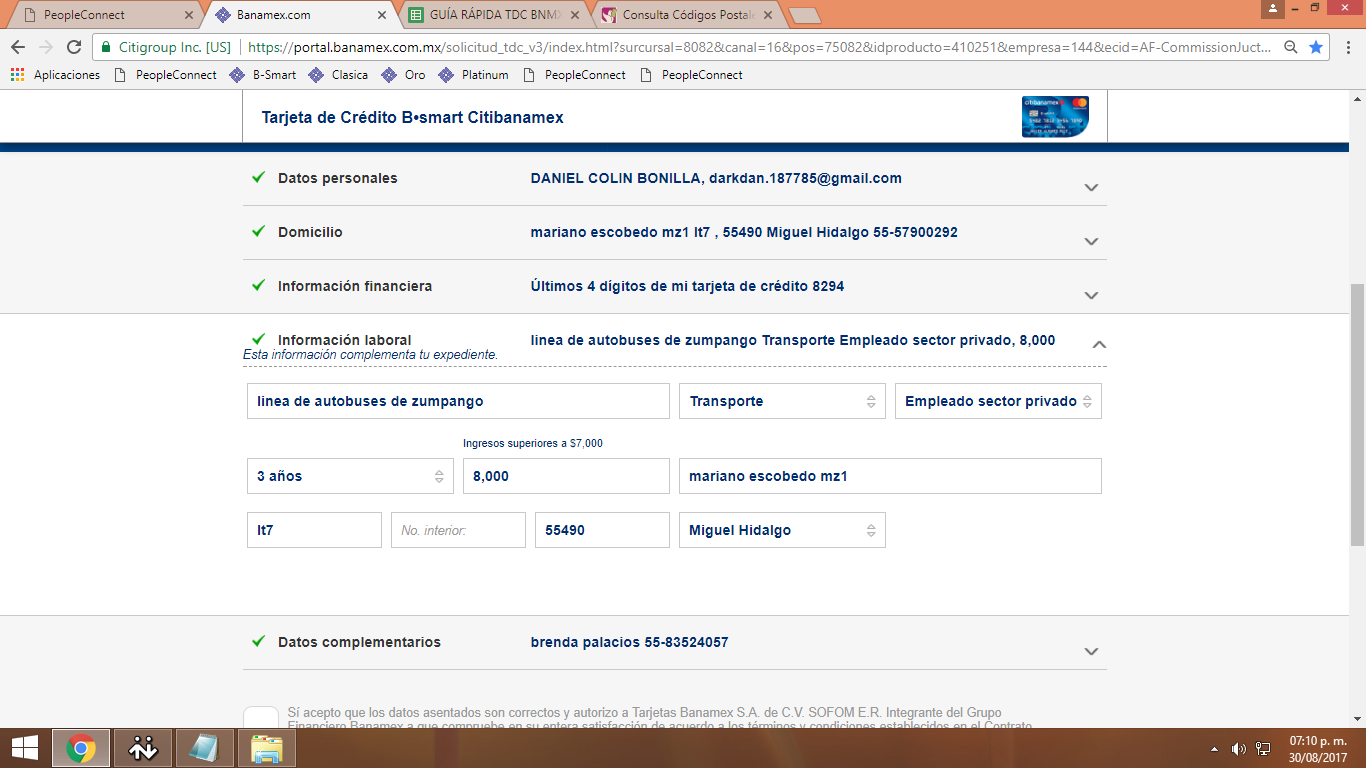 PeopleConnect
Banamex.com
GUÍA RÁPIDA TDC BNMX
Consulta Códigos Postale
Citigroup Inc. [US]
https://portal.banamex.com.mx/solicitud_tdc_v3/index.html?surcursal=8082&canal=16&pos=75082&idproducto=410251&empresa=144&ecid=AF-CommissionJuct...
Aplicaciones PeopleConnect B-Smart Clasica Oro Platinum PeopleConnect PeopleConnect
Tarjeta de Crédito B•smart Citibanamex
citibanamex
Datos personales DANIEL COLIN BONILLA, darkdan.187785@gmail.com
Domicilio mariano escobedo mz1 lt7 , 55490 Miguel Hidalgo 55-57900292
Información financiera Últimos 4 dígitos de mi tarjeta de crédito 8294
Información laboral linea de autobuses de zumpango Transporte Empleado sector privado, 8,000
Esta información complementa tu expediente.
linea de autobuses de zumpango Transporte Empleado sector privado
Ingresos superiores a $7,000
3 años 8,000 mariano escobedo mz1
lt7 No. interior: 55490 Miguel Hidalgo
Datos complementarios brenda palacios 55-83524057
Sí acepto que los datos asentados son correctos y autorizo a Tarjetas Banamex S.A. de C.V. SOFOM E.R. Integrante del Grupo
Financiero Banamex a que compruebe en su entera satisfacción de acuerdo a los términos y condiciones establecidos en el Contrato
07:10 p. m.
30/08/2017